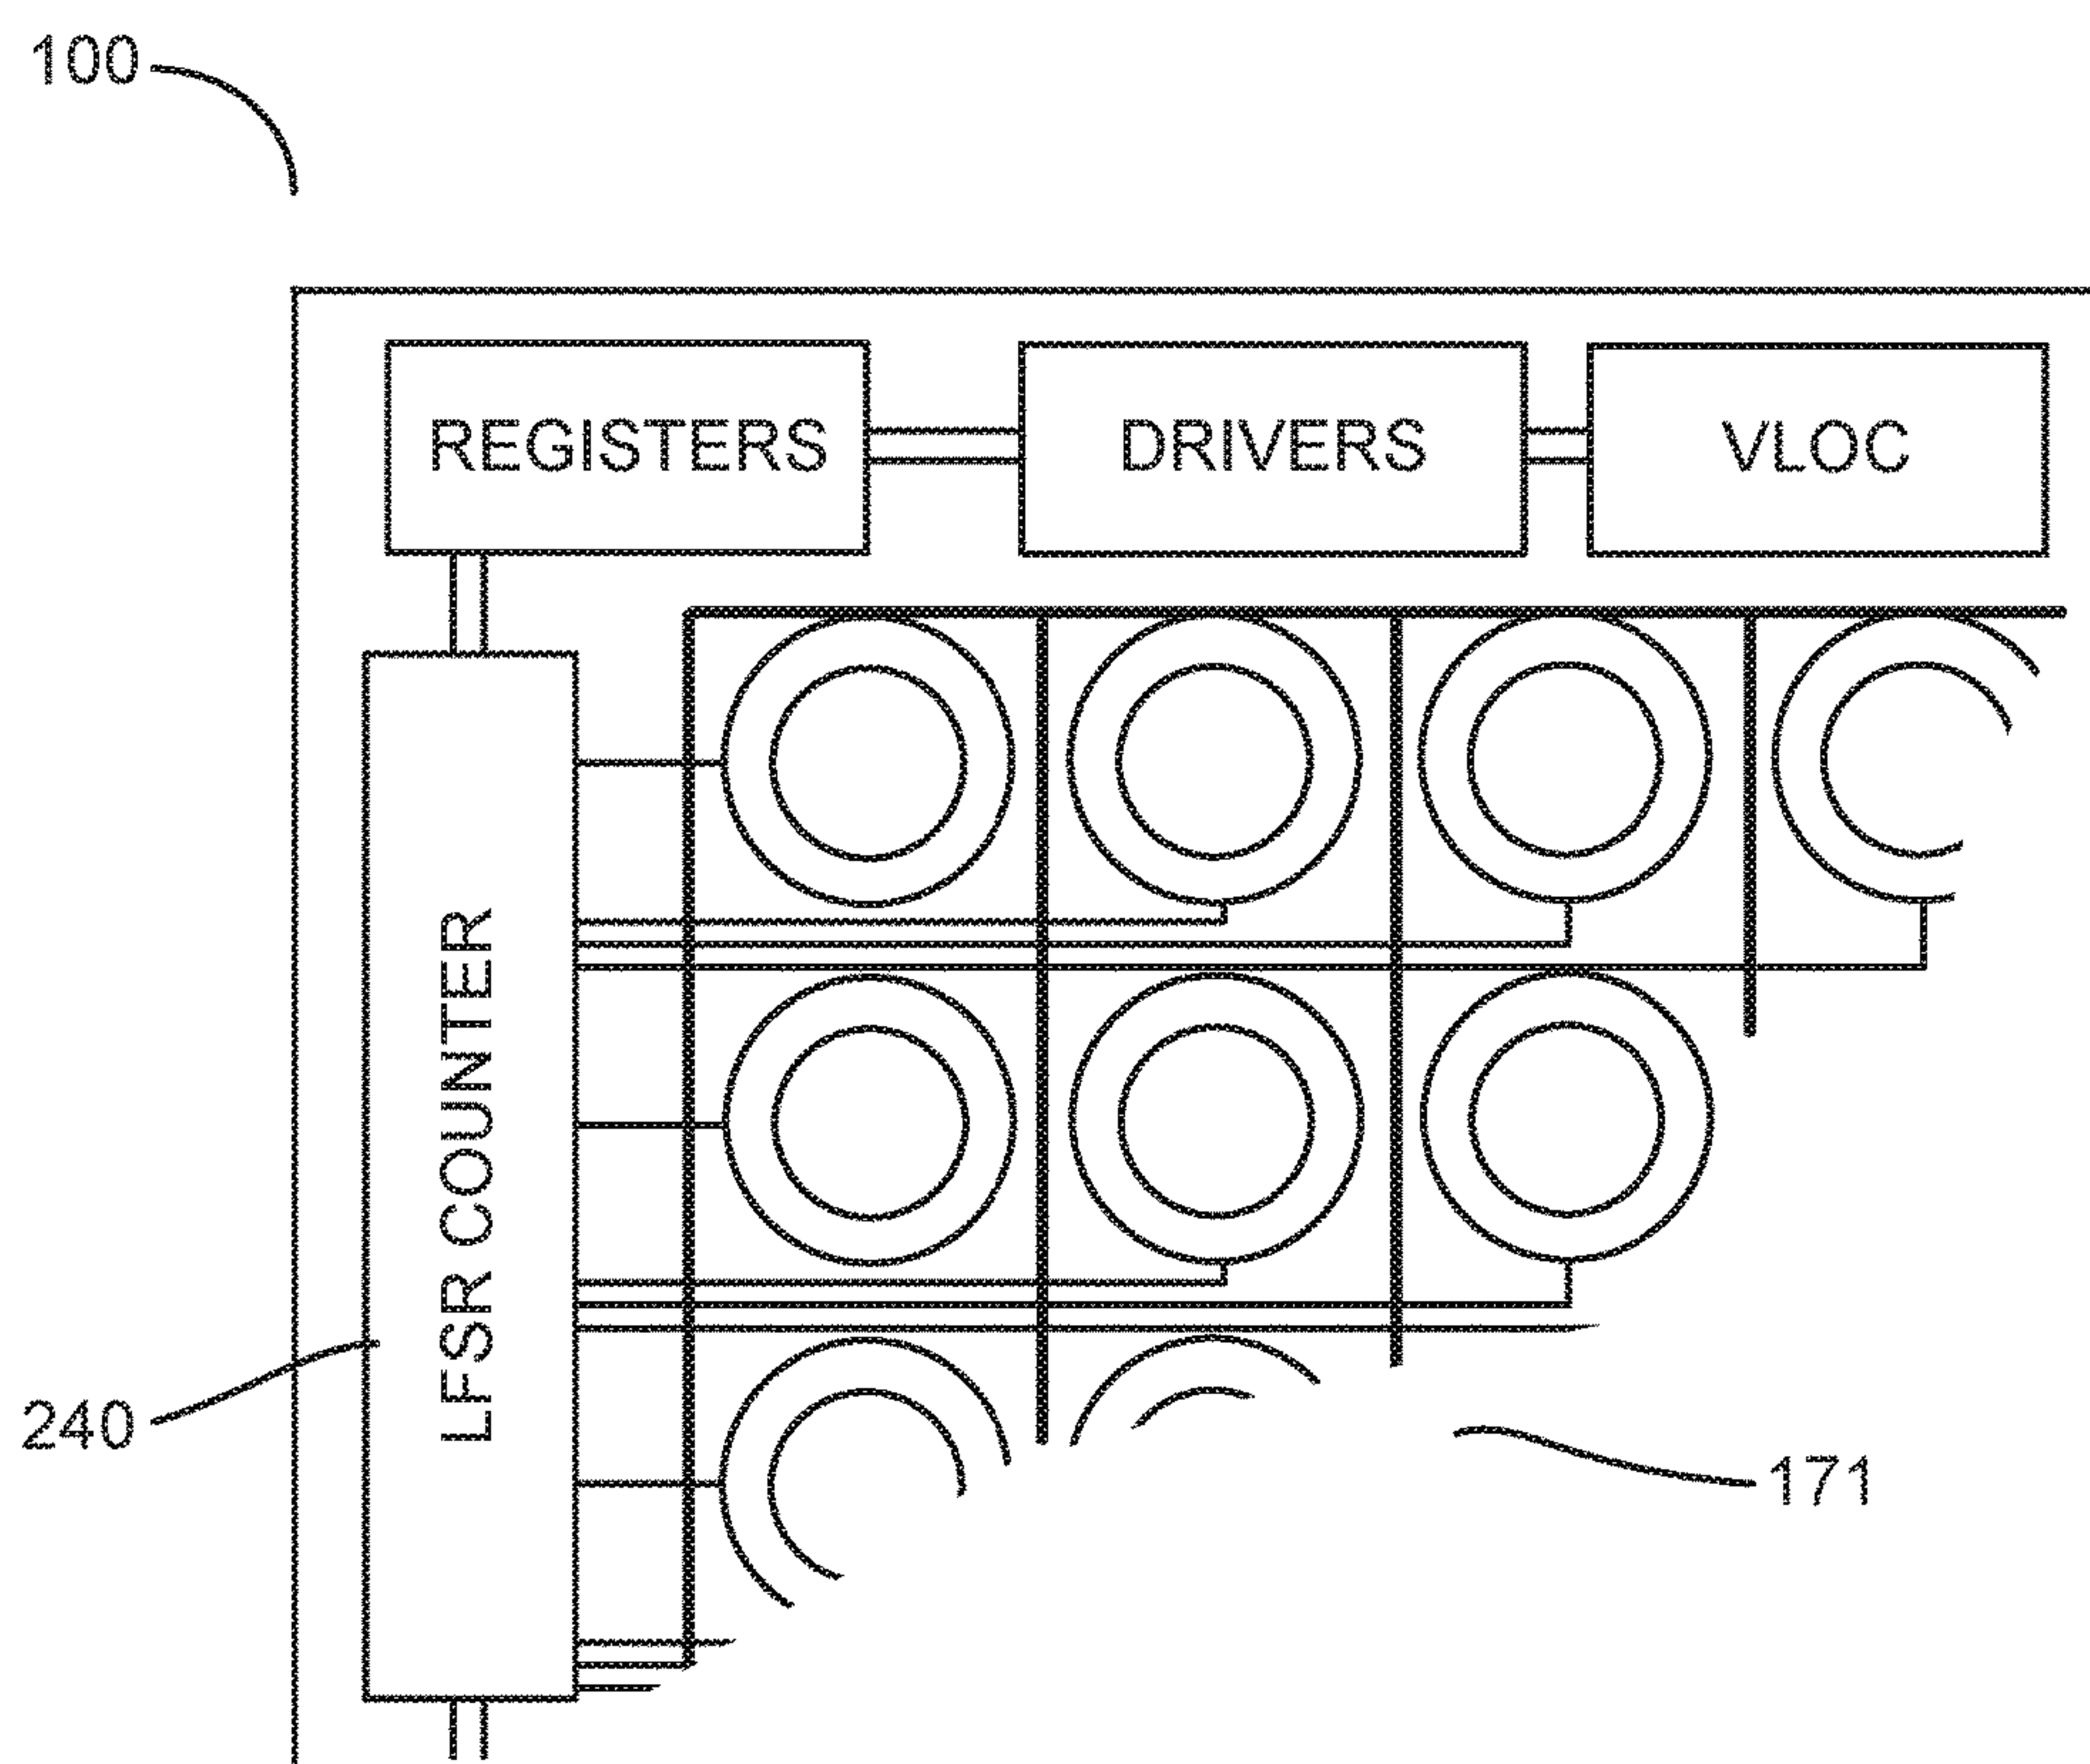 100
REGISTERS
DRIVERS
VLOC
LFSR COUNTER
240
171